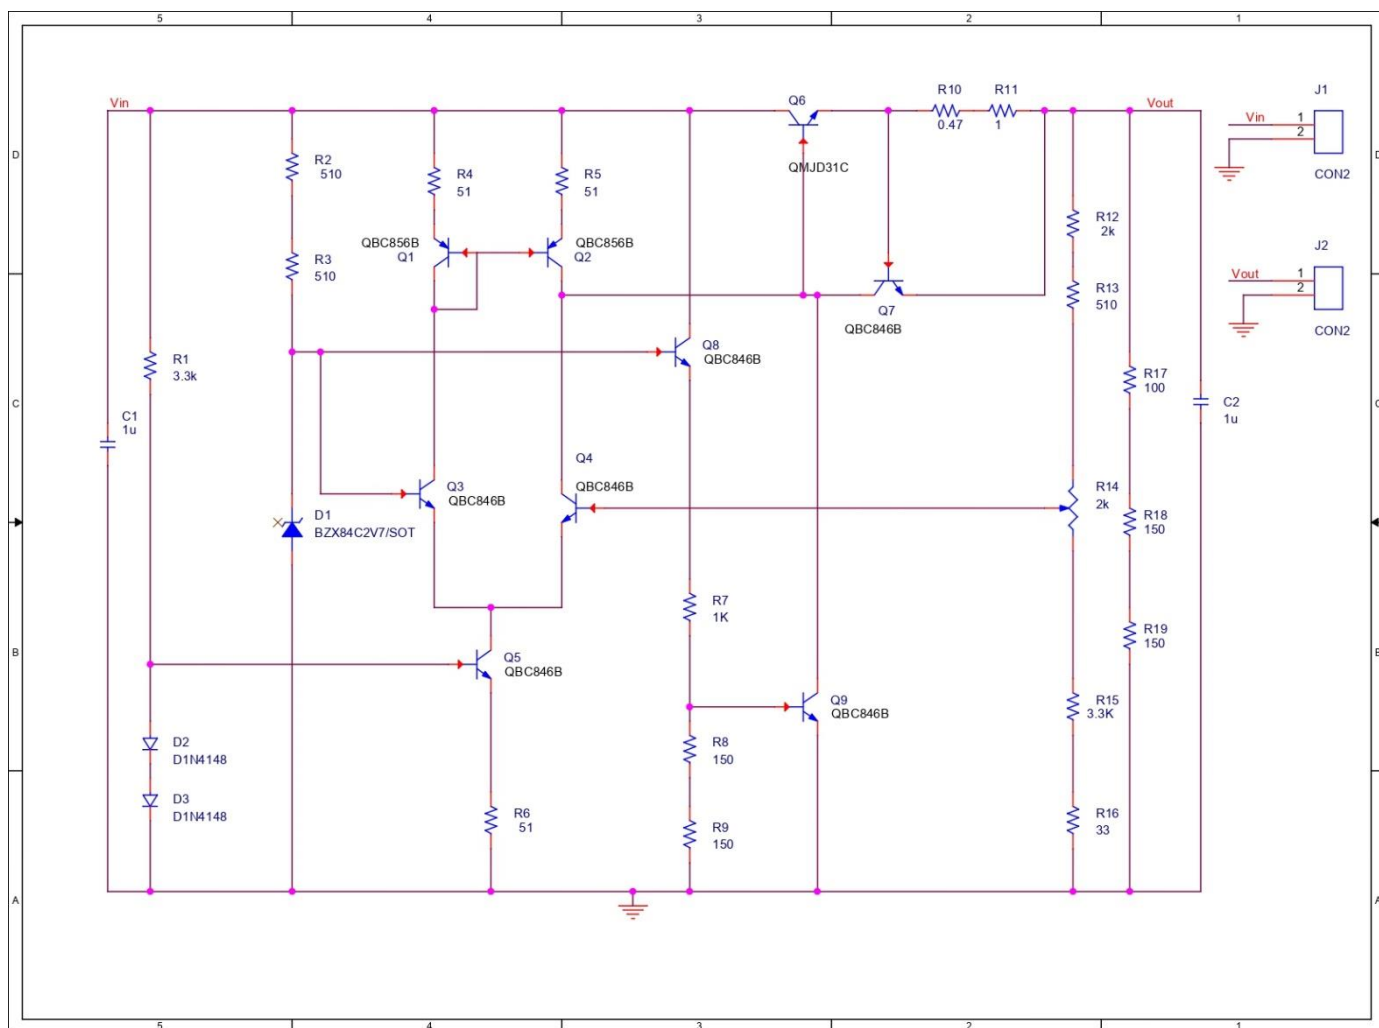 5 4 3 2 1
D
D
C
C
B
B
A
A
5 4 3 2 1
Vin
R2
510
R3
510
R1
3.3k
C1
1u
D1
BZX84C2V7/SOT
D2
D1N4148
D3
D1N4148
R4
51
R5
51
QBC856B
Q1
QBC856B
Q2
Q3
QBC846B
Q4
QBC846B
Q5
QBC846B
R6
51
Q6
QMJD31C
Q7
QBC846B
Q8
QBC846B
R7
1K
R8
150
R9
150
Q9
QBC846B
R10
0.47
R11
1
Vout
R12
2k
R13
510
R14
2k
R15
3.3K
R16
33
R17
100
R18
150
R19
150
C2
1u
J1
Vin
1
2
CON2
J2
Vout
1
2
CON2